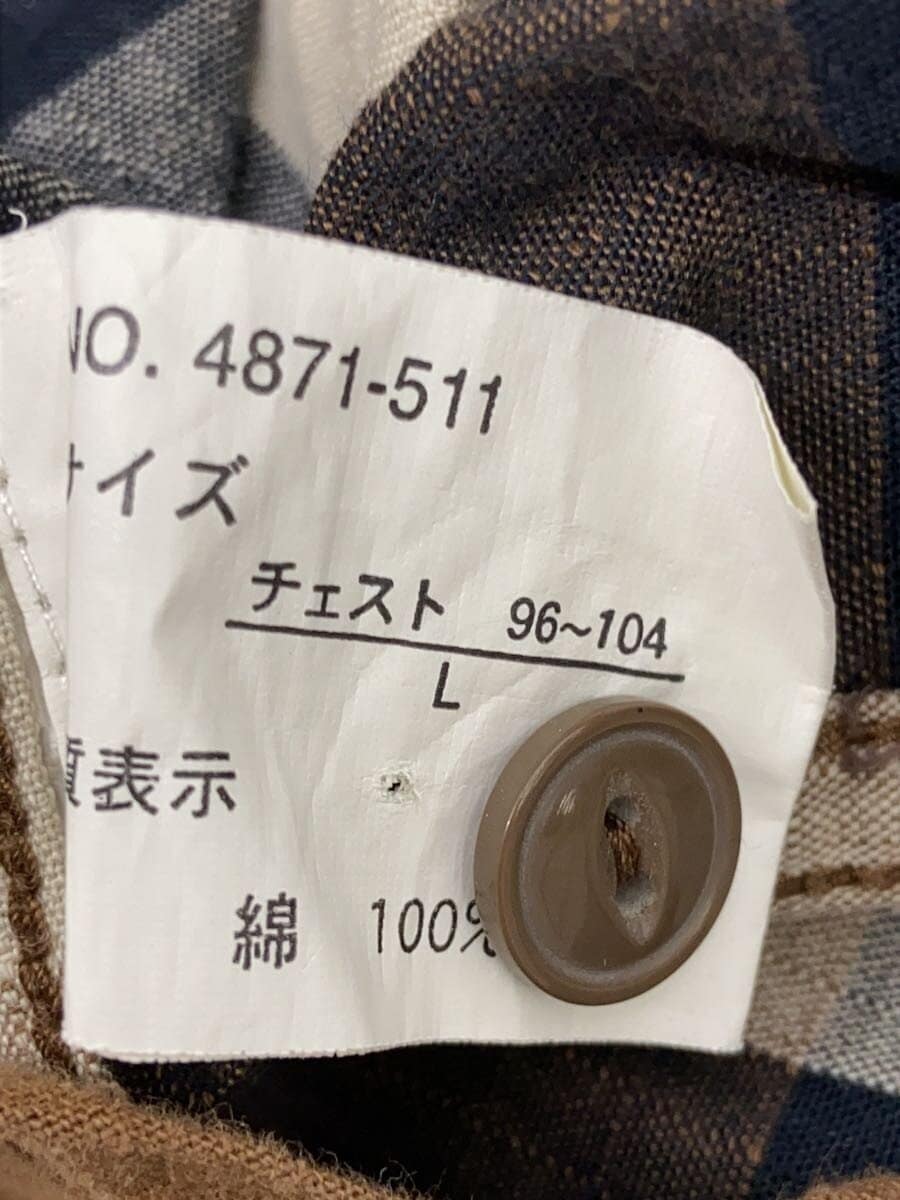 NO. 4871-511
サイズ
チェスト 96~104
L
質表示
綿 100%